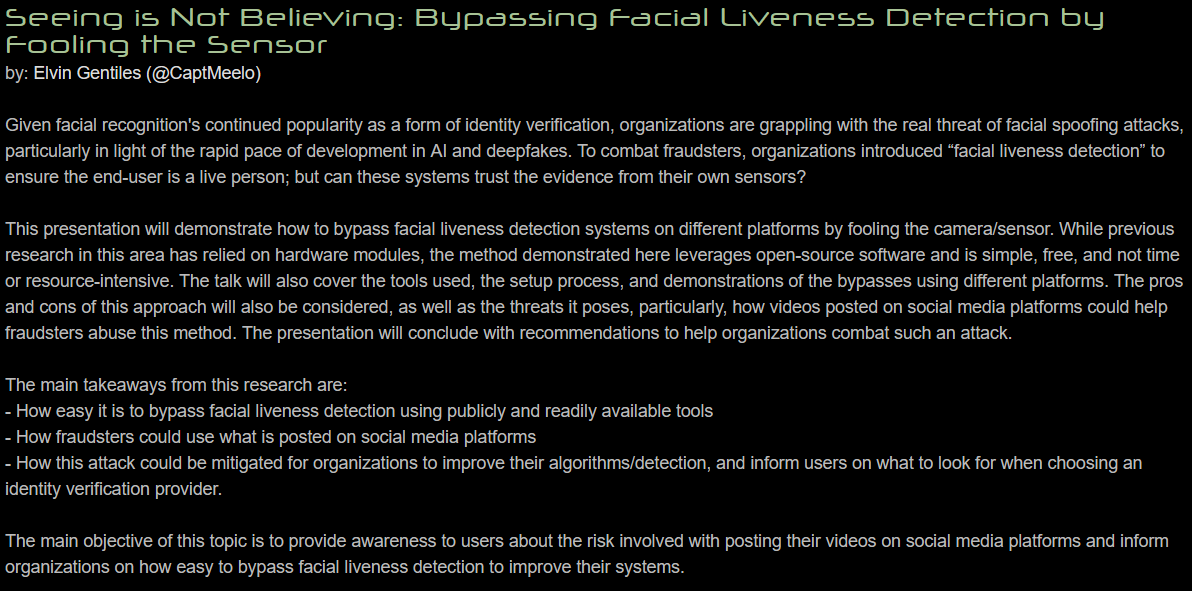 Seeing is Not Believing: Bypassing Facial Liveness Detection by
Fooling the Sensor
by: Elvin Gentiles (@CaptMeelo)
Given facial recognition's continued popularity as a form of identity verification, organizations are grappling with the real threat of facial spoofing attacks,
particularly in light of the rapid pace of development in AI and deepfakes. To combat fraudsters, organizations introduced “facial liveness detection” to
ensure the end-user is a live person; but can these systems trust the evidence from their own sensors?
This presentation will demonstrate how to bypass facial liveness detection systems on different platforms by fooling the camera/sensor. While previous
research in this area has relied on hardware modules, the method demonstrated here leverages open-source software and is simple, free, and not time
or resource-intensive. The talk will also cover the tools used, the setup process, and demonstrations of the bypasses using different platforms. The pros
and cons of this approach will also be considered, as well as the threats it poses, particularly, how videos posted on social media platforms could help
fraudsters abuse this method. The presentation will conclude with recommendations to help organizations combat such an attack.
The main takeaways from this research are:
- How easy it is to bypass facial liveness detection using publicly and readily available tools
- How fraudsters could use what is posted on social media platforms
- How this attack could be mitigated for organizations to improve their algorithms/detection, and inform users on what to look for when choosing an
identity verification provider.
The main objective of this topic is to provide awareness to users about the risk involved with posting their videos on social media platforms and inform
organizations on how easy to bypass facial liveness detection to improve their systems.